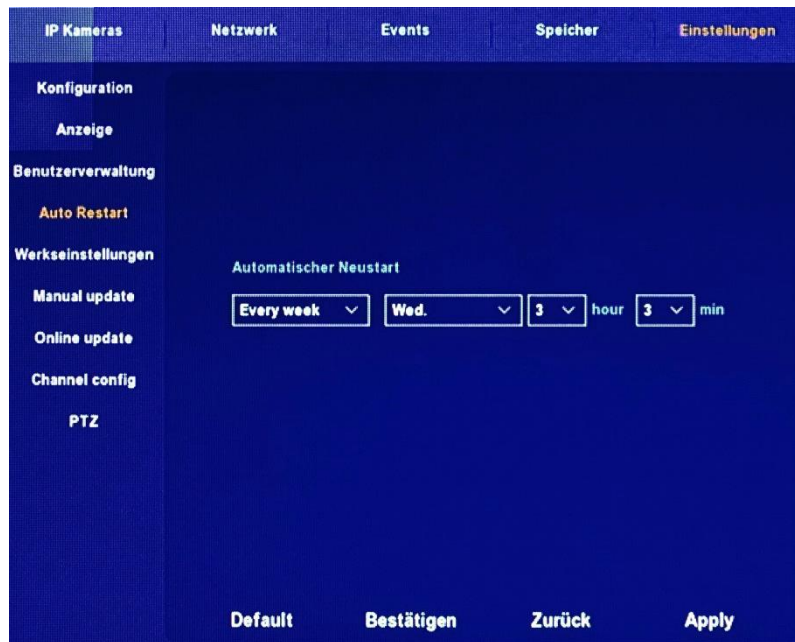 IP Kameras Netzwerk Events Speicher Einstellungen
Konfiguration
Anzeige
Benutzerverwaltung
Auto Restart
Werkseinstellungen
Automatischer Neustart
Manual update
Every week Wed. 3 hour 3 min
Online update
Channel config
PTZ
Default Bestätigen Zurück Apply